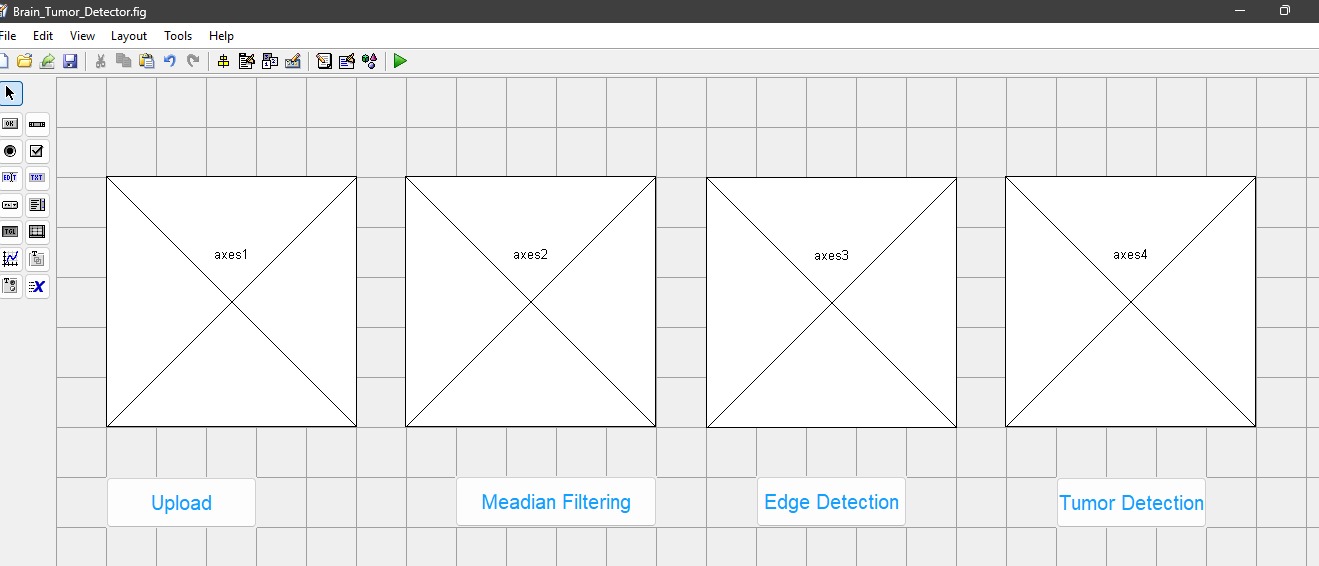 Brain_Tumor_Detector.fig
File Edit View Layout Tools Help
OK
EDIT TXT
TGL
axes1 axes2 axes3 axes4
Upload Meadian Filtering Edge Detection Tumor Detection